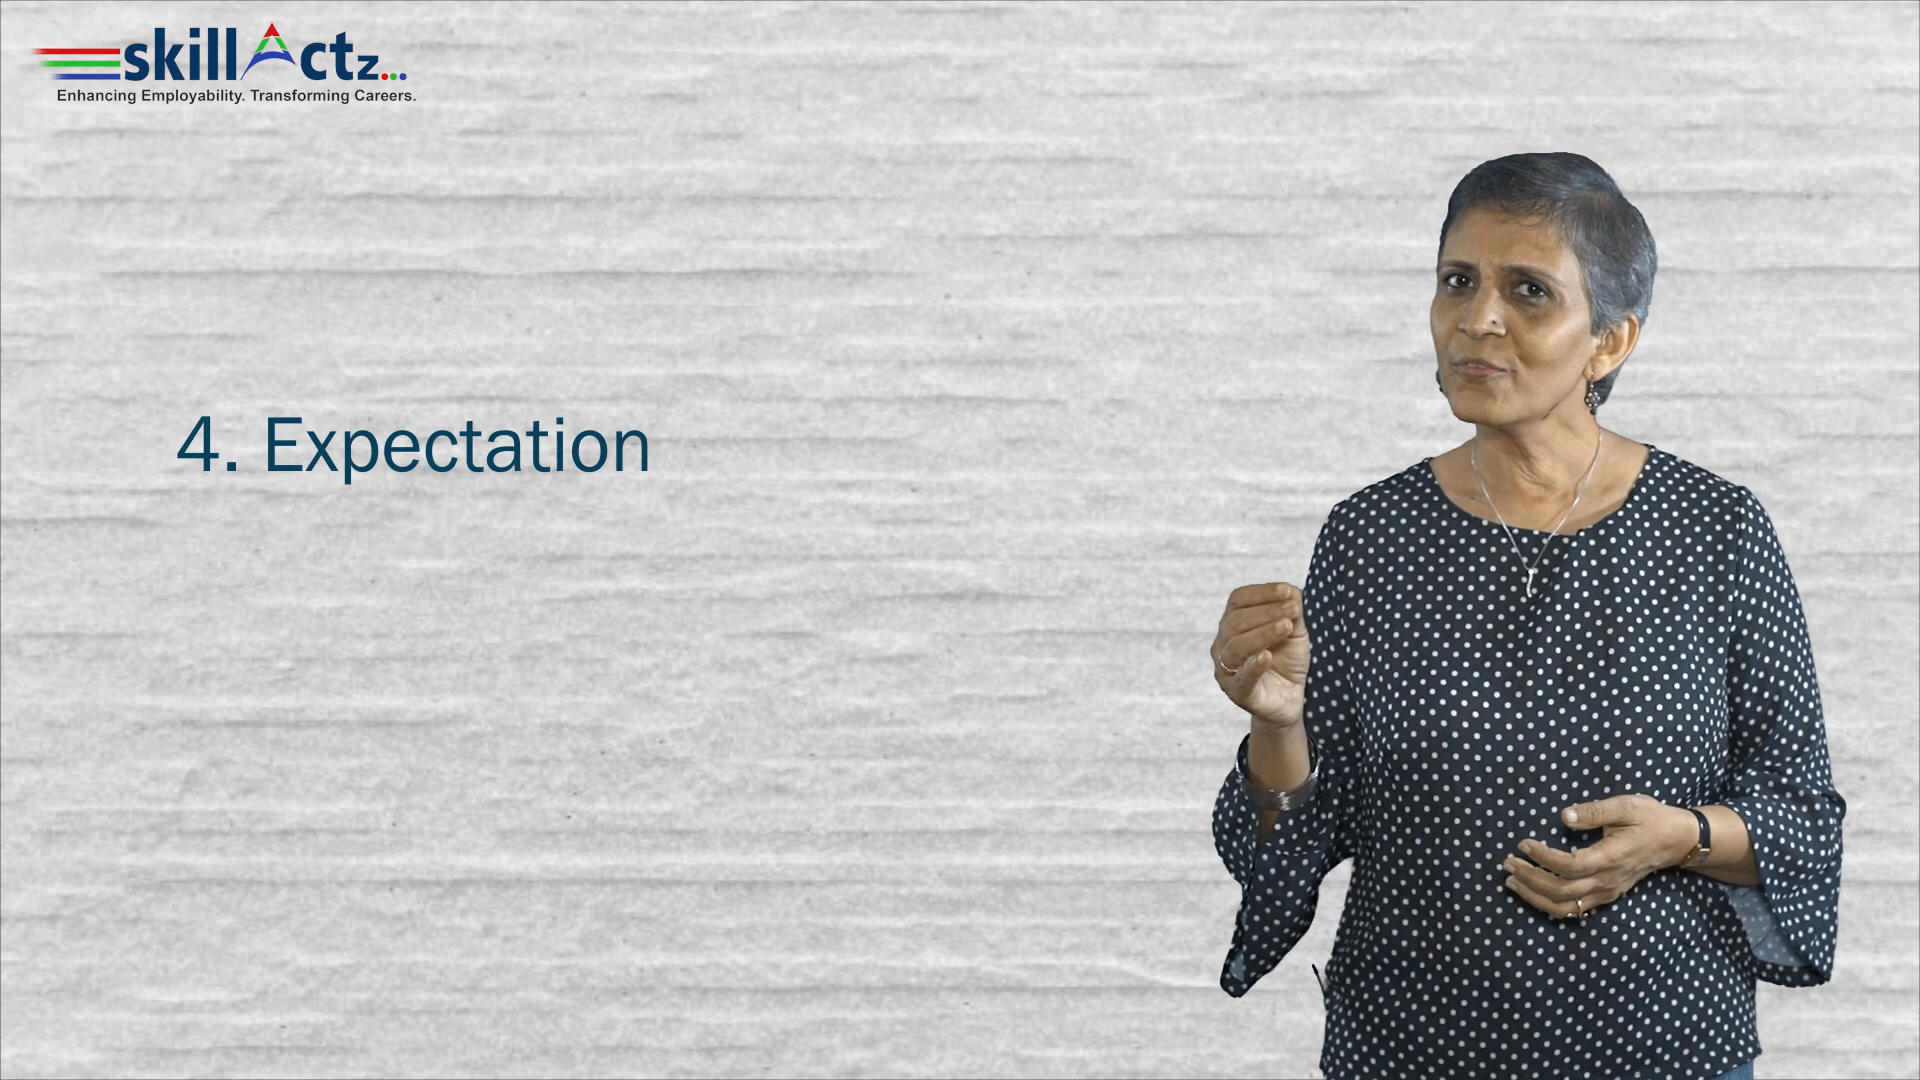 skillActz...
Enhancing Employability. Transforming Careers.
4. Expectation